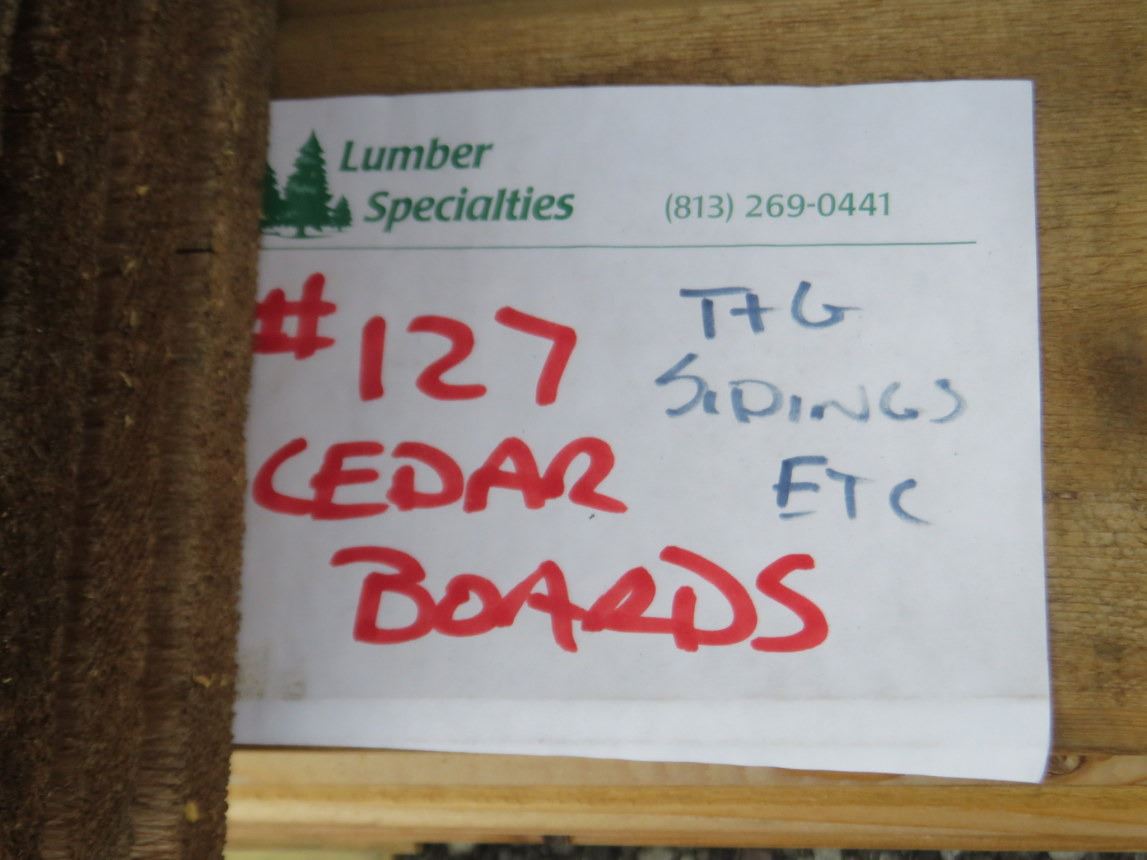 Lumber
Specialties
(813) 269-0441
#127
CEDAR
BOARDS
T+G
SIDINGS
ETC